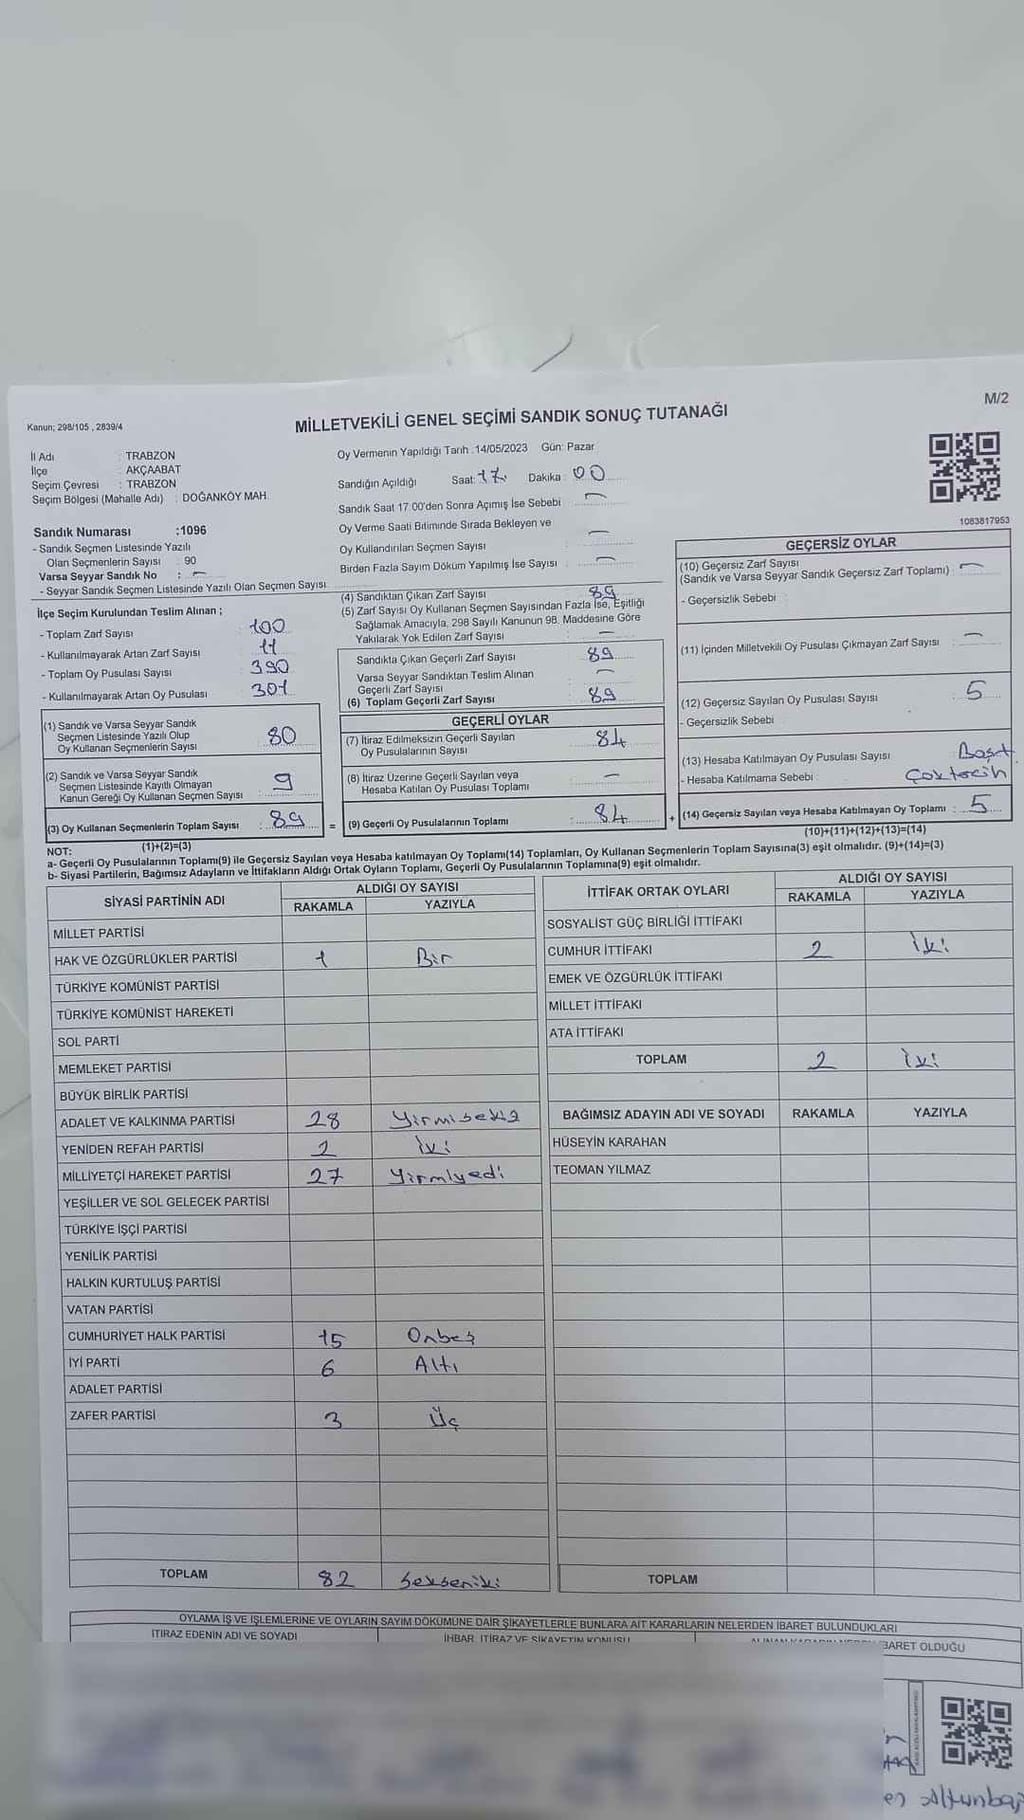 M/2
Kanun; 298/105 , 2839/4
MİLLETVEKİLİ GENEL SEÇİMİ SANDIK SONUÇ TUTANAĞI
İl Adı : TRABZON
İlçe : AKÇAABAT
Seçim Çevresi : TRABZON
Seçim Bölgesi (Mahalle Adı) : DOĞANKÖY MAH.
Sandık Numarası :1096
- Sandık Seçmen Listesinde Yazılı
Olan Seçmenlerin Sayısı : 90
Varsa Seyyar Sandık No : —
- Seyyar Sandık Seçmen Listesinde Yazılı Olan Seçmen Sayısı
Oy Vermenin Yapıldığı Tarih :14/05/2023 Gün: Pazar
Sandığın Açıldığı Saat: 17 Dakika : 00
Sandık Saat 17.00'den Sonra Açımış İse Sebebi : —
Oy Verme Saati Bitiminde Sırada Bekleyen ve
Oy Kullandırılan Seçmen Sayısı : —
Birden Fazla Sayım Döküm Yapılmış İse Sayısı : —
1083817953
İlçe Seçim Kurulundan Teslim Alınan ;
- Toplam Zarf Sayısı : 100
- Kullanılmayarak Artan Zarf Sayısı : 11
- Toplam Oy Pusulası Sayısı : 390
- Kullanılmayarak Artan Oy Pusulası : 301
(1) Sandık ve Varsa Seyyar Sandık
Seçmen Listesinde Yazılı Olup
Oy Kullanan Seçmenlerin Sayısı : 80
(2) Sandık ve Varsa Seyyar Sandık
Seçmen Listesinde Kayıtlı Olmayan
Kanun Gereği Oy Kullanan Seçmen Sayısı : 9
(3) Oy Kullanan Seçmenlerin Toplam Sayısı : 89
(1)+(2)=(3)
(4) Sandıktan Çıkan Zarf Sayısı : 89
(5) Zarf Sayısı Oy Kullanan Seçmen Sayısından Fazla İse, Eşitliği
Sağlamak Amacıyla, 298 Sayılı Kanunun 98. Maddesine Göre
Yakılarak Yok Edilen Zarf Sayısı : —
Sandıkta Çıkan Geçerli Zarf Sayısı : 89
Varsa Seyyar Sandıktan Teslim Alınan
Geçerli Zarf Sayısı : —
(6) Toplam Geçerli Zarf Sayısı : 89
GEÇERLİ OYLAR
(7) İtiraz Edilmeksizin Geçerli Sayılan
Oy Pusulalarının Sayısı : 84
(8) İtiraz Üzerine Geçerli Sayılan veya
Hesaba Katılan Oy Pusulası Toplamı : —
= (9) Geçerli Oy Pusulalarının Toplamı : 84
GEÇERSİZ OYLAR
(10) Geçersiz Zarf Sayısı
(Sandık ve Varsa Seyyar Sandık Geçersiz Zarf Toplamı) : —
- Geçersizlik Sebebi :
(11) İçinden Milletvekili Oy Pusulası Çıkmayan Zarf Sayısı : —
(12) Geçersiz Sayılan Oy Pusulası Sayısı : 5
- Geçersizlik Sebebi :
(13) Hesaba Katılmayan Oy Pusulası Sayısı :
- Hesaba Katılmama Sebebi :
+ (14) Geçersiz Sayılan veya Hesaba Katılmayan Oy Toplamı : 5
(10)+(11)+(12)+(13)=(14)
NOT:
a- Geçerli Oy Pusulalarının Toplamı(9) ile Geçersiz Sayılan veya Hesaba katılmayan Oy Toplamı(14) Toplamları, Oy Kullanan Seçmenlerin Toplam Sayısına(3) eşit olmalıdır. (9)+(14)=(3)
b- Siyasi Partilerin, Bağımsız Adayların ve İttifakların Aldığı Oyların Toplamı, Geçerli Oy Pusulalarının Toplamına(9) eşit olmalıdır.
SİYASİ PARTİNİN ADI ALDIĞI OY SAYISI
RAKAMLA YAZIYLA
MİLLET PARTİSİ
HAK VE ÖZGÜRLÜKLER PARTİSİ 1 Bir
TÜRKİYE KOMÜNİST PARTİSİ
TÜRKİYE KOMÜNİST HAREKETİ
SOL PARTİ
MEMLEKET PARTİSİ
BÜYÜK BİRLİK PARTİSİ
ADALET VE KALKINMA PARTİSİ 28 Yirmisekiz
YENİDEN REFAH PARTİSİ 2 İki
MİLLİYETÇİ HAREKET PARTİSİ 27 Yirmiyedi
YEŞİLLER VE SOL GELECEK PARTİSİ
TÜRKİYE İŞÇİ PARTİSİ
YENİLİK PARTİSİ
HALKIN KURTULUŞ PARTİSİ
VATAN PARTİSİ
CUMHURİYET HALK PARTİSİ 15 Onbeş
İYİ PARTİ 6 Altı
ADALET PARTİSİ
ZAFER PARTİSİ 3 Üç
TOPLAM 82 Sekseniki
İTTİFAK ORTAK OYLARI ALDIĞI OY SAYISI
RAKAMLA YAZIYLA
SOSYALİST GÜÇ BİRLİĞİ İTTİFAKI
CUMHUR İTTİFAKI 2 İki
EMEK VE ÖZGÜRLÜK İTTİFAKI
MİLLET İTTİFAKI
ATA İTTİFAKI
TOPLAM 2 İki
BAĞIMSIZ ADAYIN ADI VE SOYADI RAKAMLA YAZIYLA
HÜSEYİN KARAHAN
TEOMAN YILMAZ
TOPLAM
OYLAMA İŞ VE İŞLEMLERİNE VE OYLARIN SAYIM DÖKÜMÜNE DAİR ŞİKAYETLERLE BUNLARA AİT KARARLARIN NELERDEN İBARET BULUNDUKLARI
İTİRAZ EDENİN ADI VE SOYADI
İHBAR, İTİRAZ VE ŞİKAYETİN KONUSU
BARET OLDUĞU